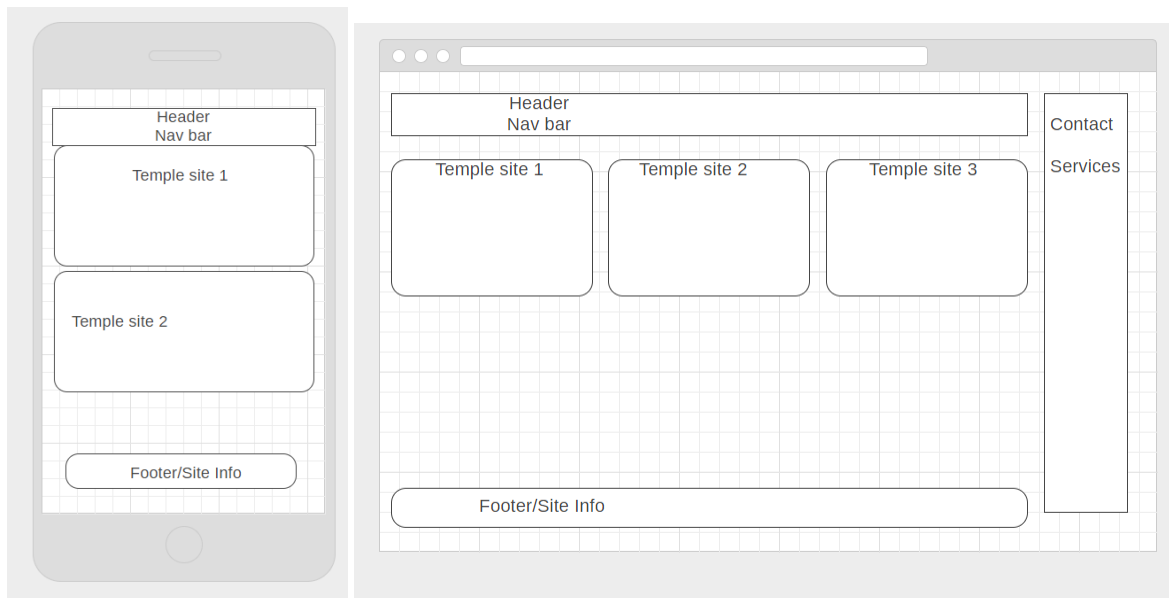 Header
Nav bar
Temple site 1
Temple site 2
Footer/Site Info
Header
Nav bar
Temple site 1
Temple site 2
Temple site 3
Footer/Site Info
Contact
Services